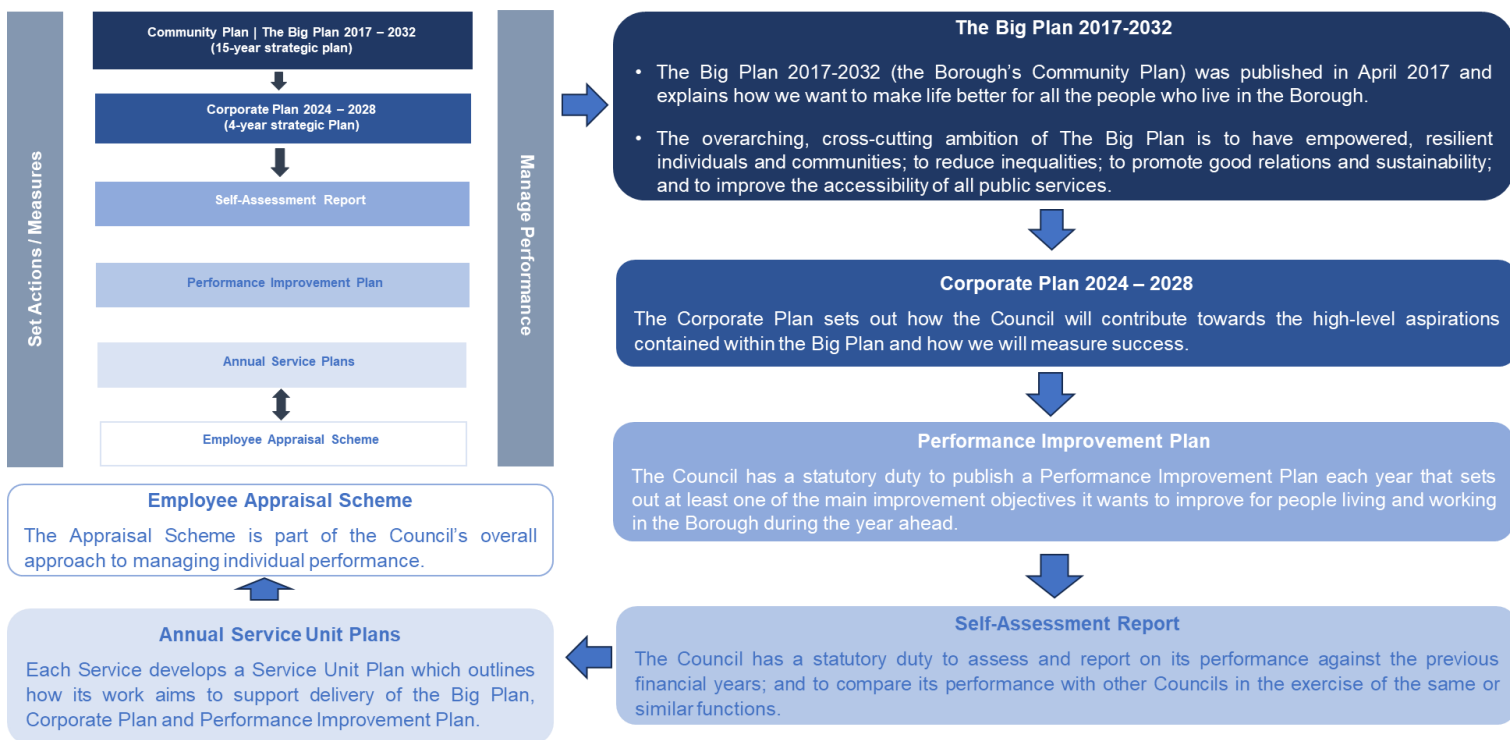 Set Actions / Measures
Community Plan | The Big Plan 2017 – 2032
(15-year strategic plan)
Corporate Plan 2024 – 2028
(4-year strategic Plan)
Self-Assessment Report
Performance Improvement Plan
Annual Service Plans
Employee Appraisal Scheme
Manage Performance
The Big Plan 2017-2032
• The Big Plan 2017-2032 (the Borough’s Community Plan) was published in April 2017 and
explains how we want to make life better for all the people who live in the Borough.
• The overarching, cross-cutting ambition of The Big Plan is to have empowered, resilient
individuals and communities; to reduce inequalities; to promote good relations and sustainability;
and to improve the accessibility of all public services.
Corporate Plan 2024 – 2028
The Corporate Plan sets out how the Council will contribute towards the high-level aspirations
contained within the Big Plan and how we will measure success.
Performance Improvement Plan
The Council has a statutory duty to publish a Performance Improvement Plan each year that sets
out at least one of the main improvement objectives it wants to improve for people living and working
in the Borough during the year ahead.
Self-Assessment Report
The Council has a statutory duty to assess and report on its performance against the previous
financial years; and to compare its performance with other Councils in the exercise of the same or
similar functions.
Annual Service Unit Plans
Each Service develops a Service Unit Plan which outlines
how its work aims to support delivery of the Big Plan,
Corporate Plan and Performance Improvement Plan.
Employee Appraisal Scheme
The Appraisal Scheme is part of the Council’s overall
approach to managing individual performance.